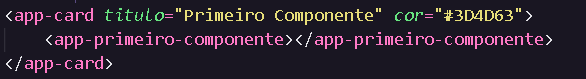 <app-card titulo="Primeiro Componente" cor="#3D4D63">
    <app-primeiro-componente></app-primeiro-componente>
</app-card>